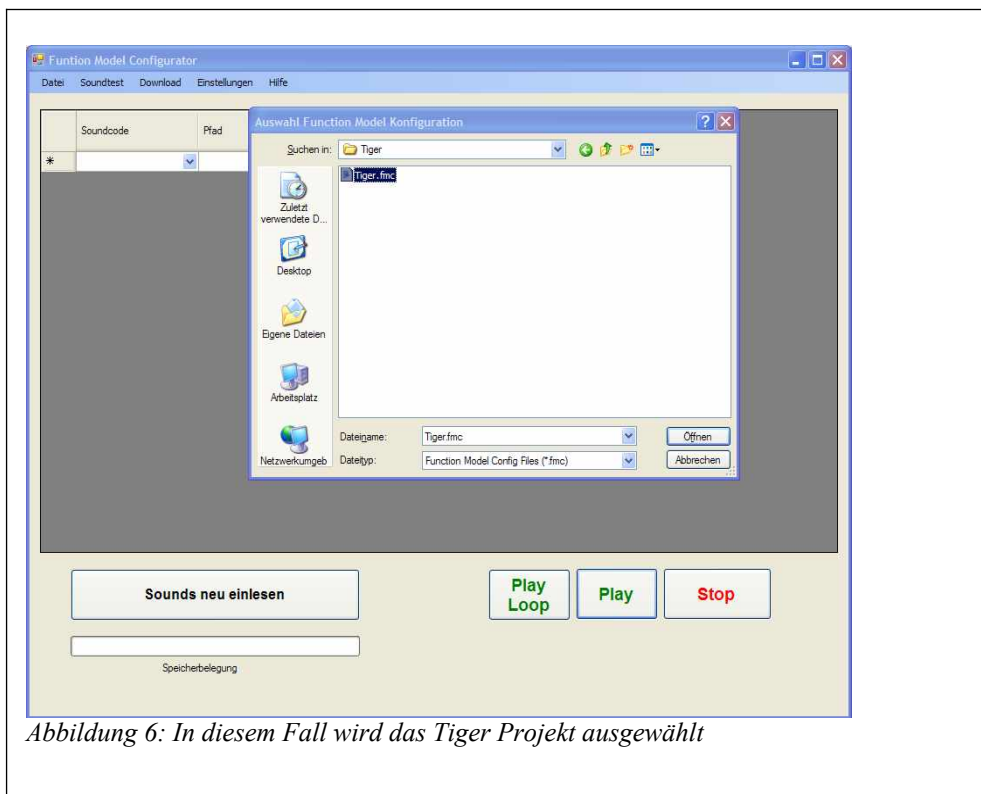 Funtion Model Configurator
Datei Soundtest Download Einstellungen Hilfe
Soundcode Pfad
*
Auswahl Function Model Konfiguration
Suchen in: Tiger
Tiger.fmc
Zuletzt
verwendete D...
Desktop
Eigene Dateien
Arbeitsplatz
Netzwerkumgeb
Dateiname: Tiger.fmc Öffnen
Dateityp: Function Model Config Files (*.fmc) Abbrechen
Sounds neu einlesen
Play
Loop
Play
Stop
Speicherbelegung
Abbildung 6: In diesem Fall wird das Tiger Projekt ausgewählt